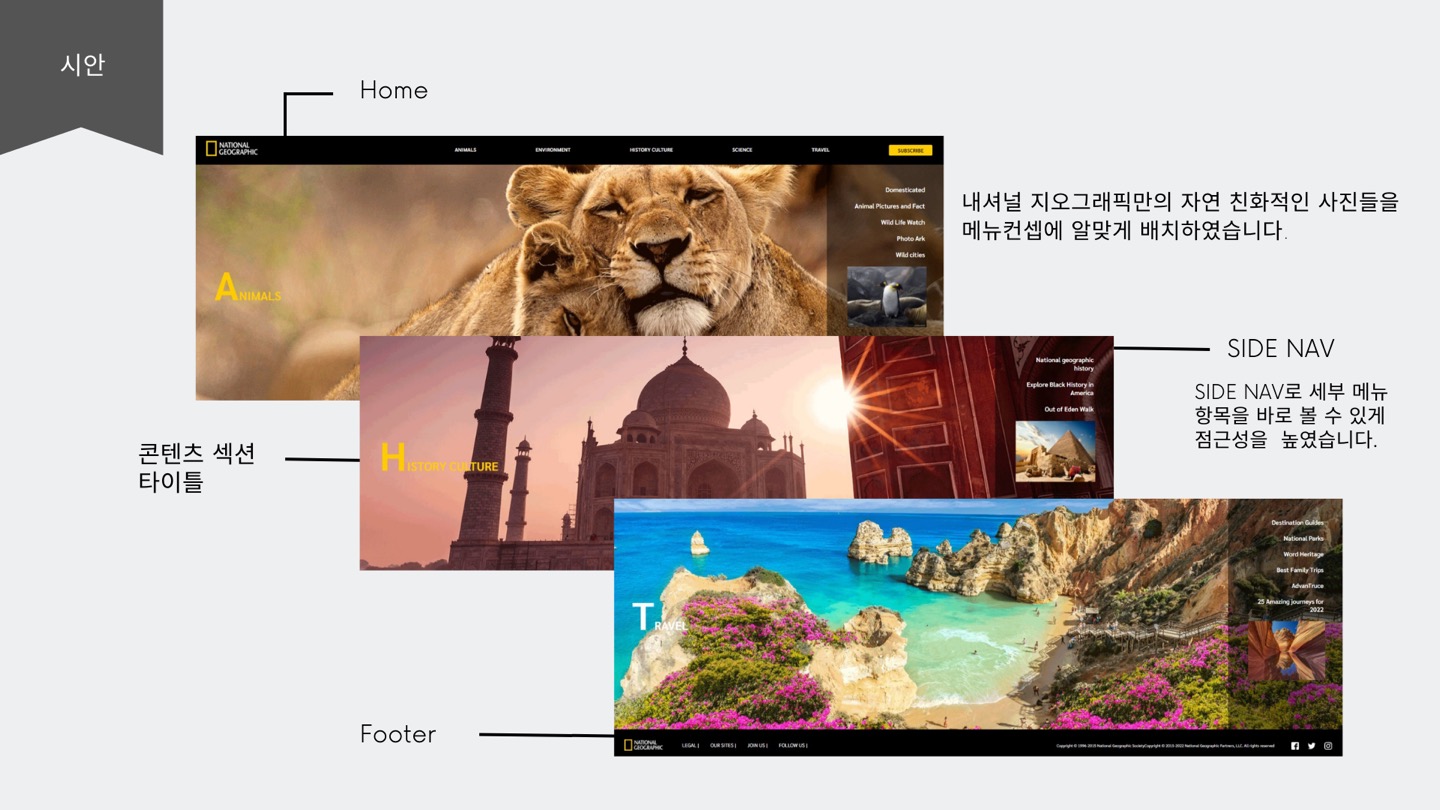 시안
Home
NATIONAL
GEOGRAPHIC
ANIMALS
ENVIRONMENT
HISTORY CULTURE
SCIENCE
TRAVEL
SUBSCRIBE
Domesticated
Animal Pictures and Fect
Wild Life Watch
Photo Ark
Wild cities
ANIMALS
내셔널 지오그래픽만의 자연 친화적인 사진들을
메뉴컨셉에 알맞게 배치하였습니다.
SIDE NAV
SIDE NAV로 세부 메뉴
항목을 바로 볼 수 있게
점근성을 높였습니다.
National geographic
history
Explore Black History in
America
Out of Eden Walk
콘텐츠 섹션
타이틀
HISTORY CULTURE
Destination Guides
National Parks
Word Heritage
Best Family Trips
AdvanTruce
25 Amazing journeys for
2022
TRAVEL
Footer
NATIONAL
GEOGRAPHIC
LEGAL |
OUR SITES |
JOIN US |
FOLLOW US |
Copyright © 1996-2015 National Geographic SocietyCopyright © 2015-2022 National Geographic Partners, LLC. All rights reserved